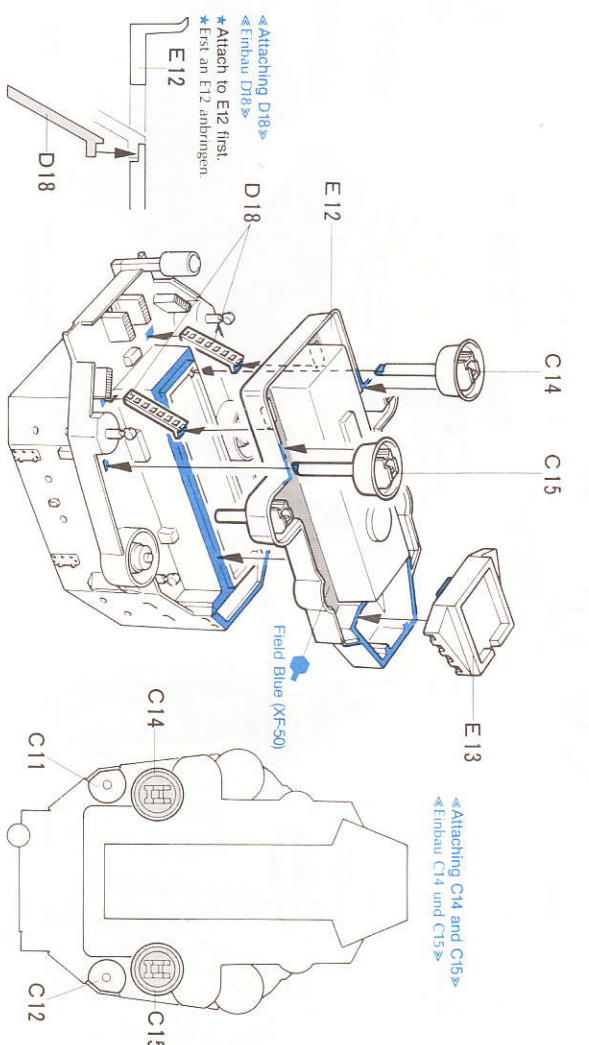 ≪Attaching D18≫
≪Einbau D18≫
★Attach to E12 first.
★Erst an E12 anbringen.
E12
D18
D18
E12
C14
C15
E13
Field Blue (XF-50)
≪Attaching C14 and C15≫
≪Einbau C14 und C15≫
C14
C11
C15
C12